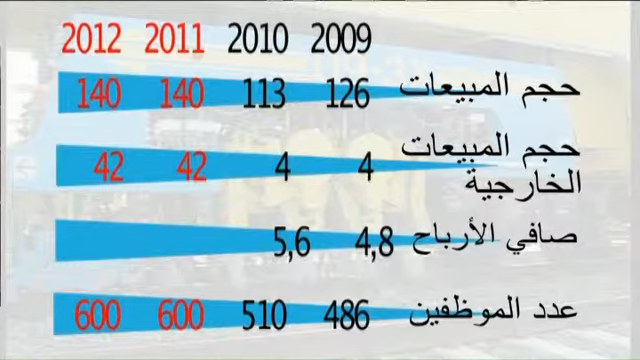 2009 2010 2011 2012
حجم المبيعات 126 113 140 140
حجم المبيعات
الخارجية 4 4 42 42
صافي الأرباح 4,8 5,6
عدد الموظفين 486 510 600 600